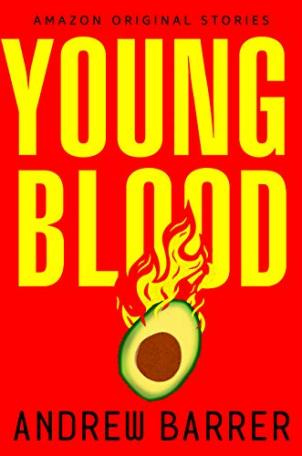 AMAZON ORIGINAL STORIES
YOUNG
BLOOD
ANDREW BARRER